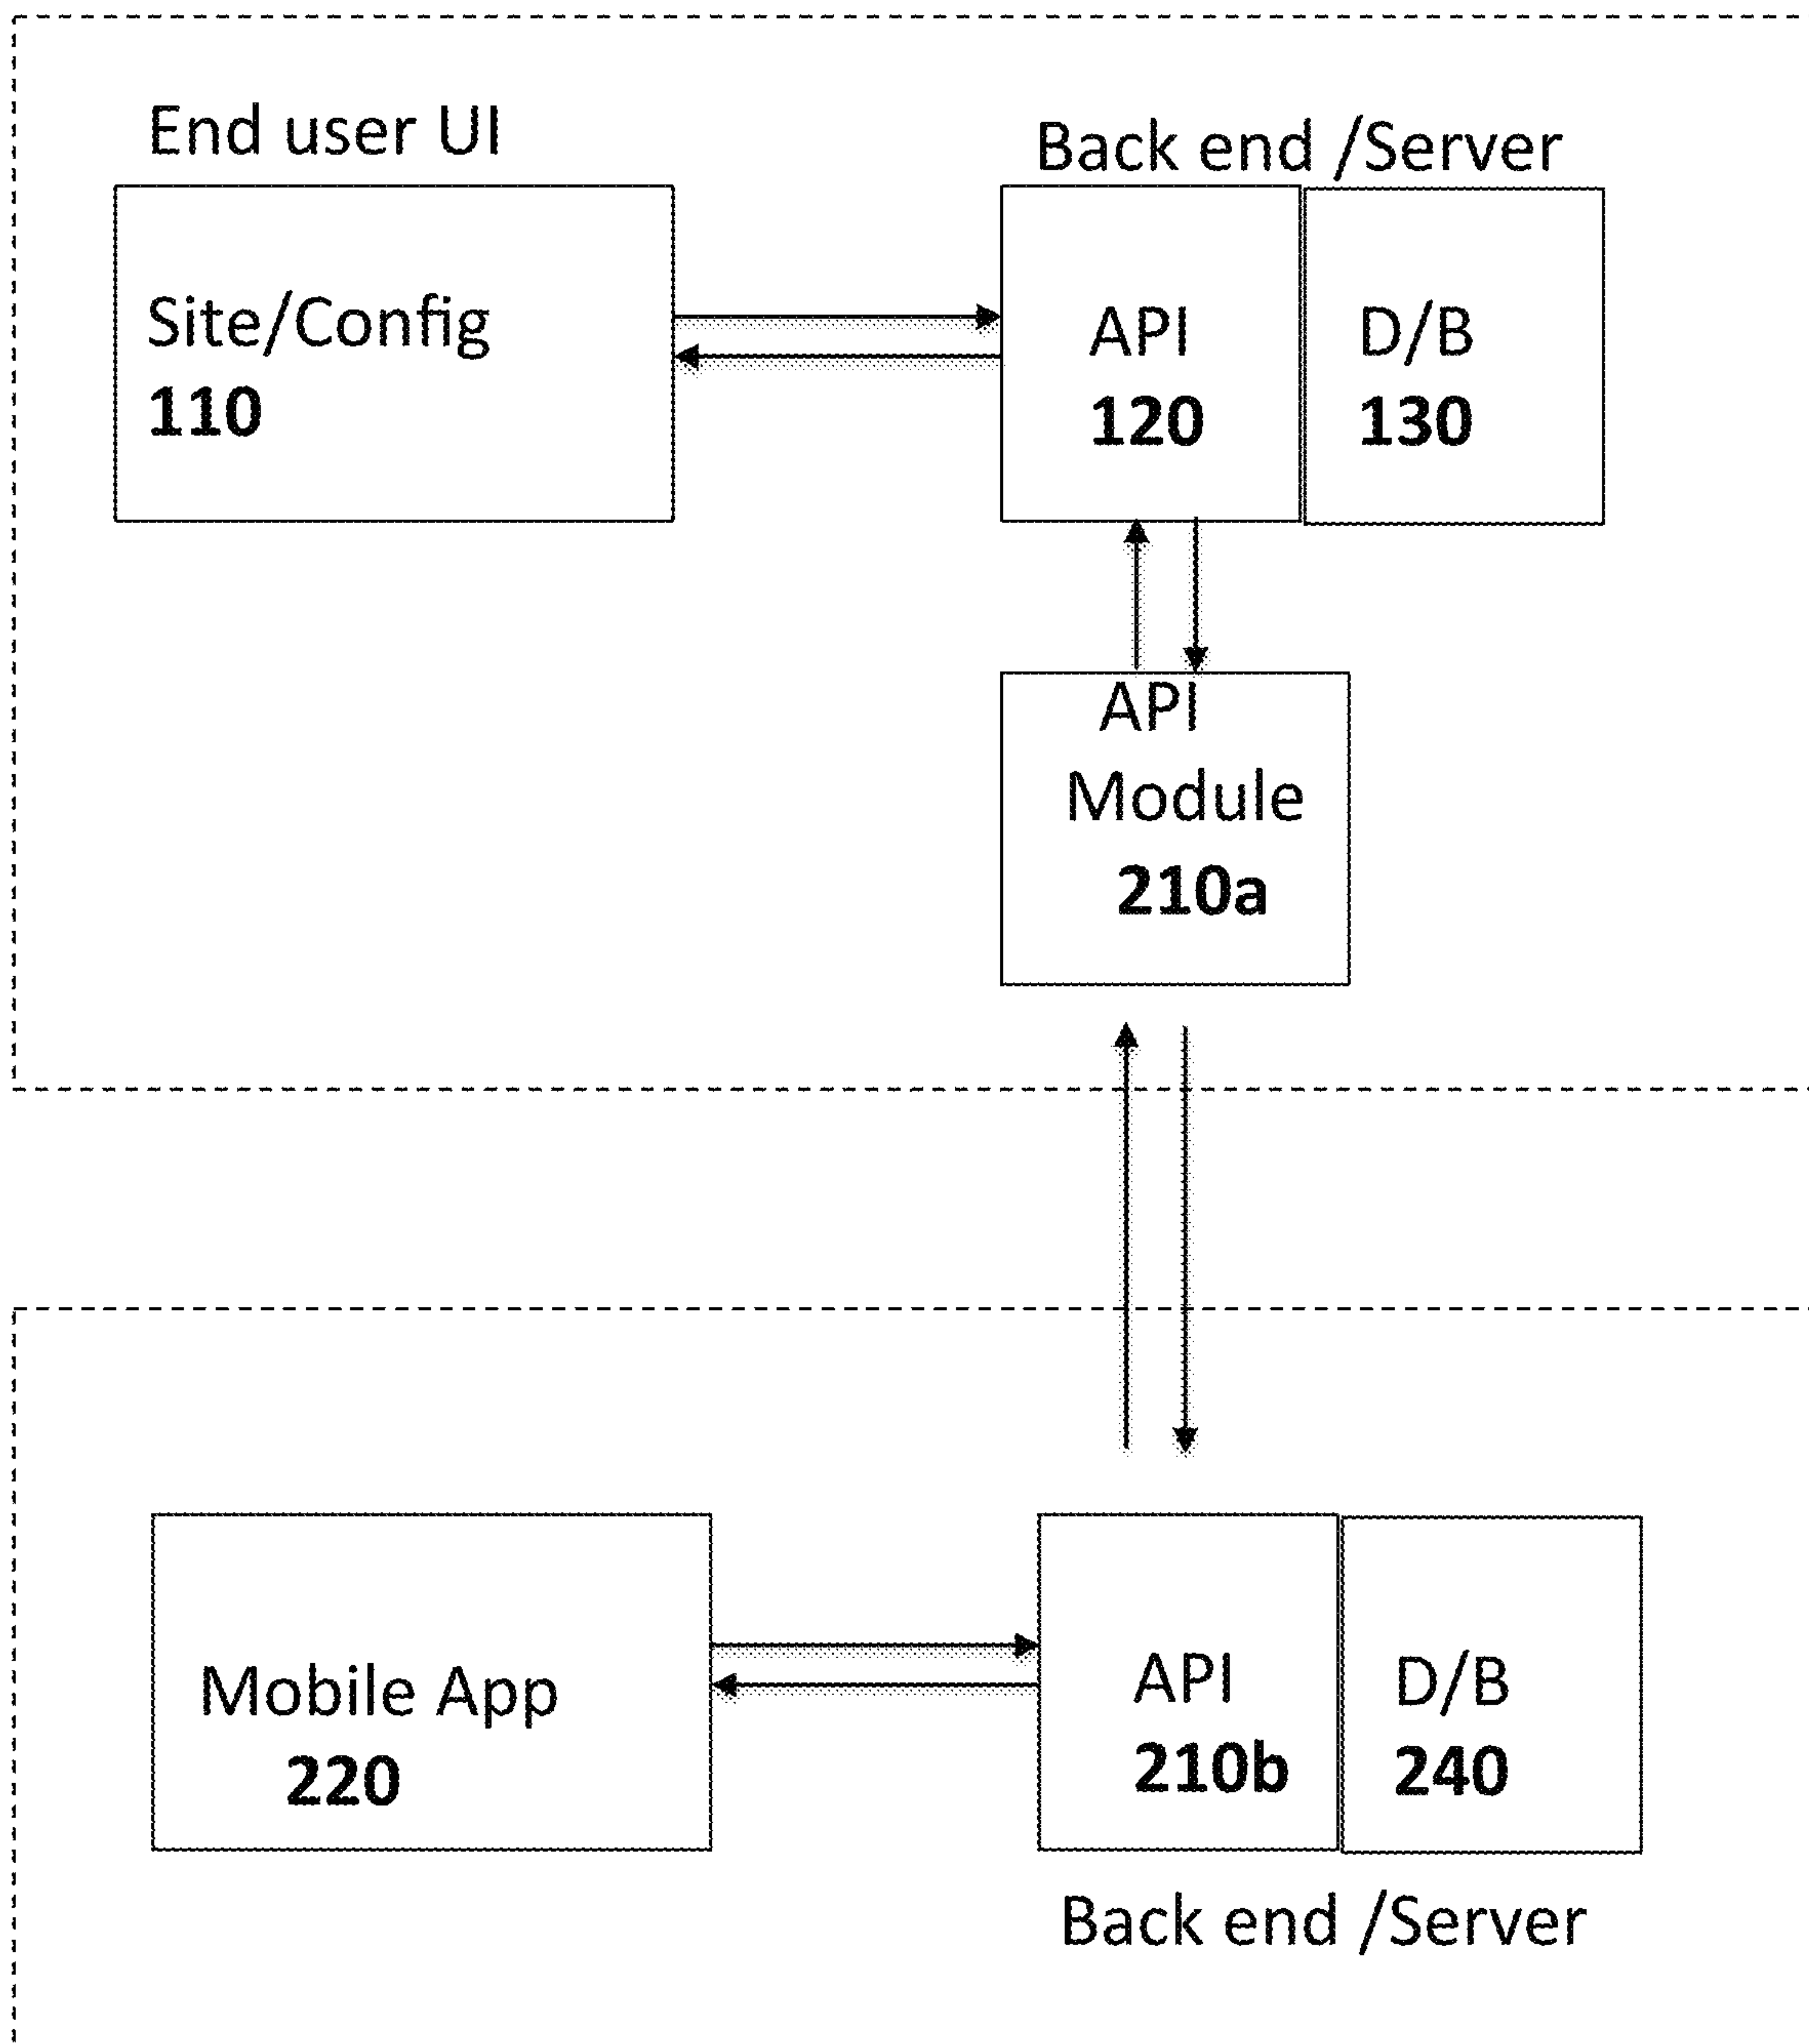 End user UI
Back end /Server
Site/Config
110
API
120
D/B
130
API
Module
210a
Mobile App
220
API
210b
D/B
240
Back end /Server